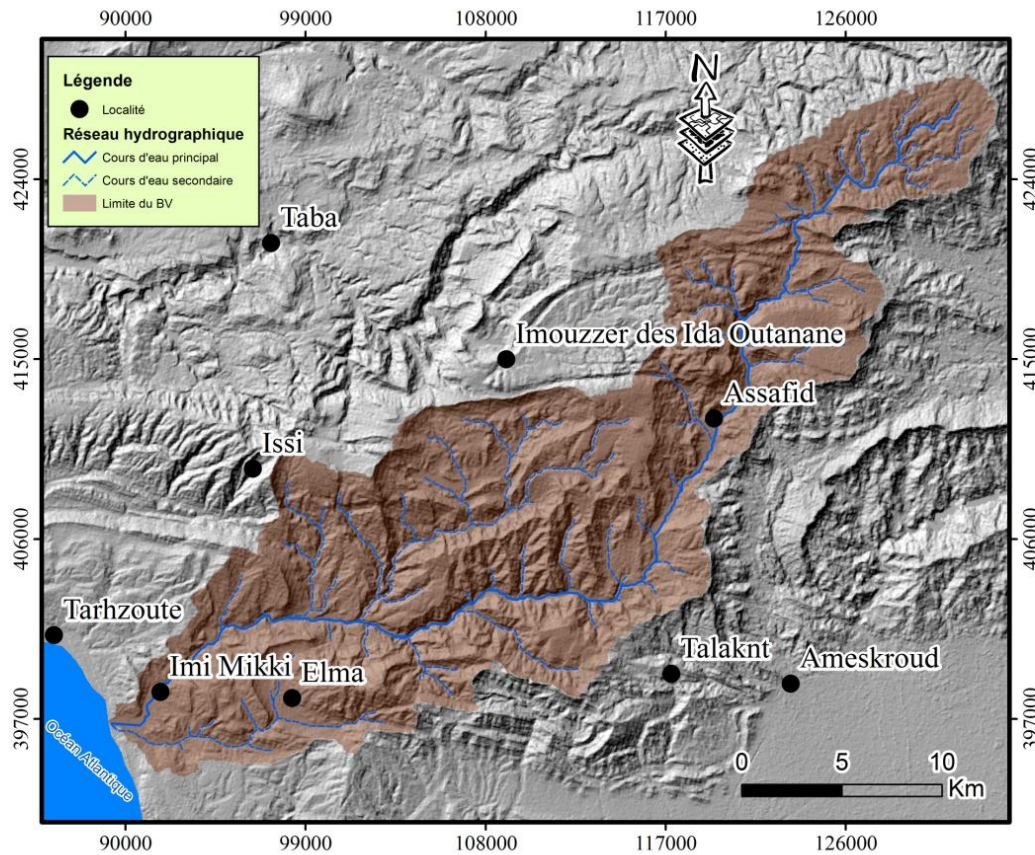 90000 99000 108000 117000 126000
Légende
Localité
Réseau hydrographique
Cours d'eau principal
Cours d'eau secondaire
Limite du BV
N
424000 424000
Taba
Imouzzer des Ida Outanane
415000 415000
Assafid
Issi
406000 406000
Tarhzoute
Imi Mikki Elma
Talaknt Ameskroud
397000 397000
Océan Atlantique
0 5 10
Km
90000 99000 108000 117000 126000